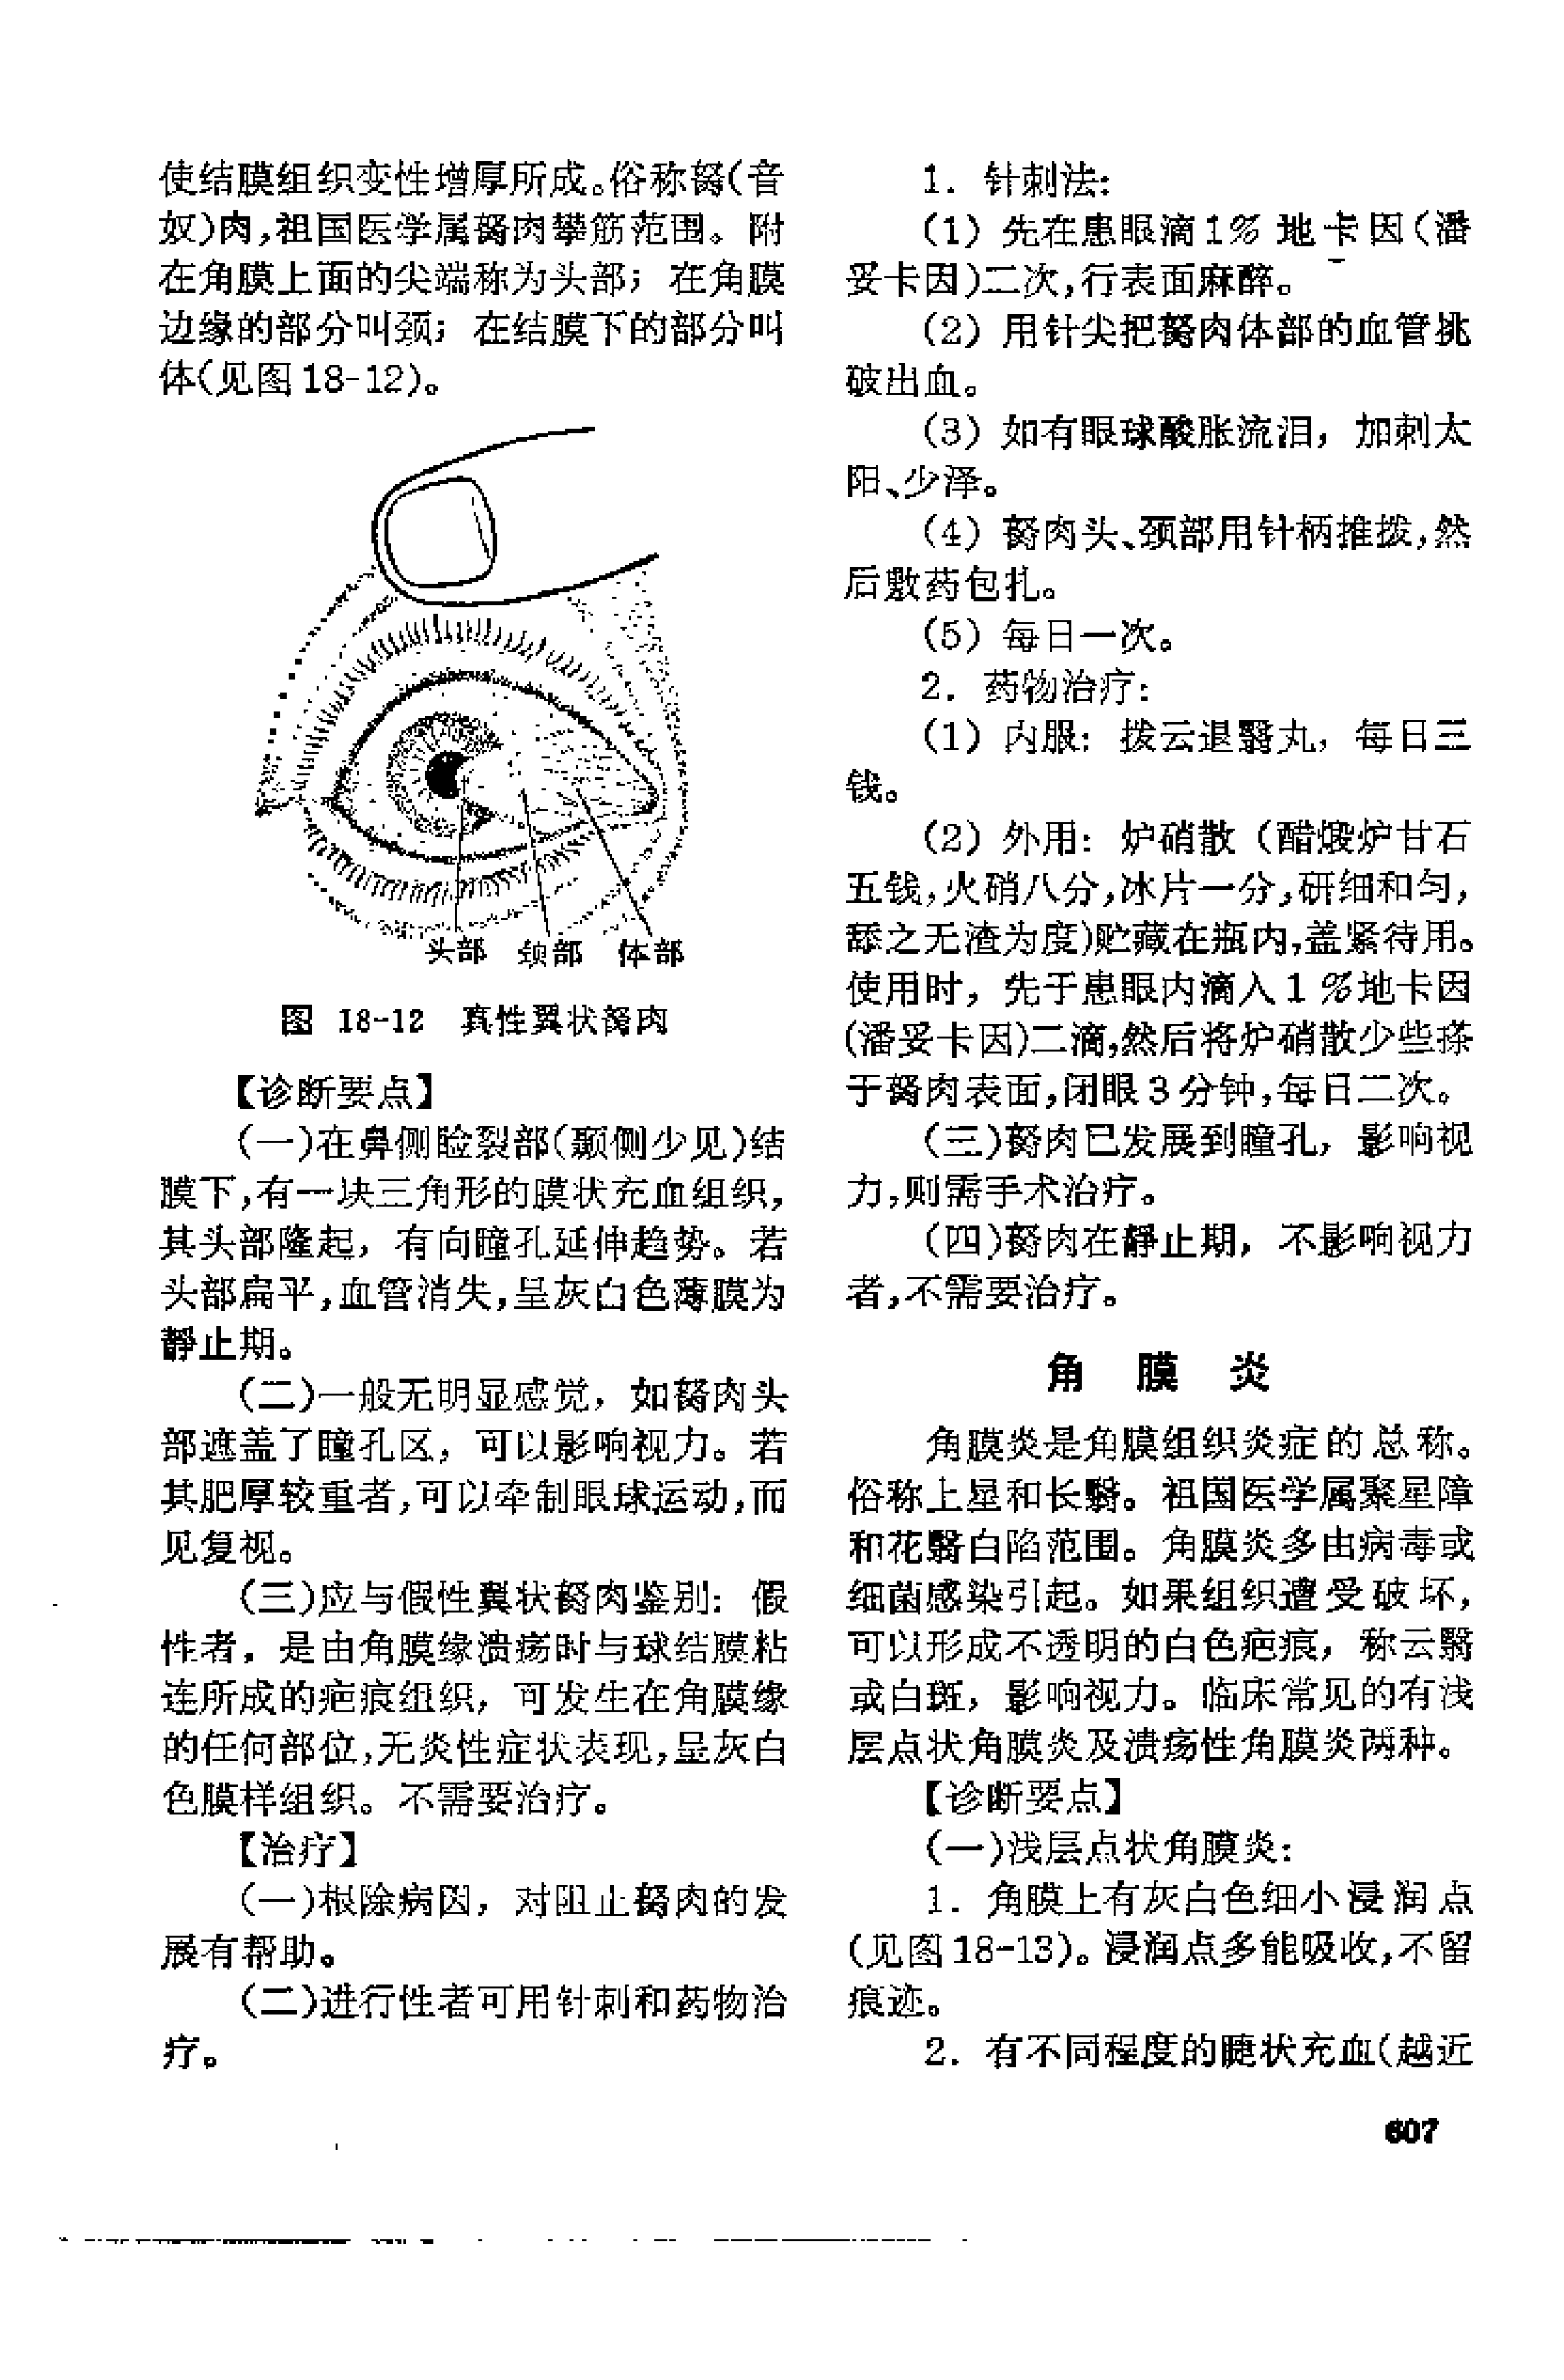 使结膜组织变性增厚所成。俗称胬(音
奴)肉,祖国医学属胬肉攀筋范围。附
在角膜上面的尖端称为头部；在角膜
边缘的部分叫颈；在结膜下的部分叫
体(见图18-12)。
头部 颈部 体部
图 18-12 真性翼状胬肉
【诊断要点】
(一)在鼻侧睑裂部(颞侧少见)结
膜下,有一块三角形的膜状充血组织,
其头部隆起，有向瞳孔延伸趋势。若
头部扁平,血管消失,呈灰白色薄膜为
静止期。
(二)一般无明显感觉，如胬肉头
部遮盖了瞳孔区，可以影响视力。若
其肥厚较重者,可以牵制眼球运动,而
见复视。
(三)应与假性翼状胬肉鉴别：假
性者，是由角膜缘溃疡时与球结膜粘
连所成的疤痕组织，可发生在角膜缘
的任何部位,无炎性症状表现,呈灰白
色膜样组织。不需要治疗。
【治疗】
(一)根除病因，对阻止胬肉的发
展有帮助。
(二)进行性者可用针刺和药物治
疗。
1. 针刺法：
(1) 先在患眼滴1% 地卡因(潘
妥卡因)二次,行表面麻醉。
(2) 用针尖把胬肉体部的血管挑
破出血。
(3) 如有眼球酸胀流泪，加刺太
阳、少泽。
(4) 胬肉头、颈部用针柄推拨,然
后敷药包扎。
(5) 每日一次。
2. 药物治疗：
(1) 内服：拨云退翳丸，每日三
钱。
(2) 外用：炉硝散（醋煅炉甘石
五钱,火硝八分,冰片一分,研细和匀,
舔之无渣为度)贮藏在瓶内,盖紧待用。
使用时，先于患眼内滴入1%地卡因
(潘妥卡因)二滴,然后将炉硝散少些搽
于胬肉表面,闭眼3分钟,每日二次。
(三)胬肉已发展到瞳孔，影响视
力,则需手术治疗。
(四)胬肉在静止期，不影响视力
者,不需要治疗。
角膜炎
角膜炎是角膜组织炎症的总称。
俗称上星和长翳。祖国医学属聚星障
和花翳白陷范围。角膜炎多由病毒或
细菌感染引起。如果组织遭受破坏，
可以形成不透明的白色疤痕，称云翳
或白斑，影响视力。临床常见的有浅
层点状角膜炎及溃疡性角膜炎两种。
【诊断要点】
(一)浅层点状角膜炎：
1. 角膜上有灰白色细小浸润点
(见图18-13)。浸润点多能吸收,不留
痕迹。
2. 有不同程度的睫状充血(越近
607